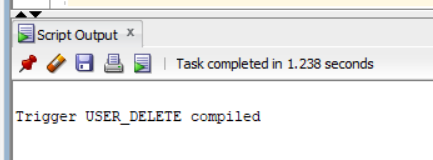 Script Output x
Task completed in 1.238 seconds
Trigger USER_DELETE compiled